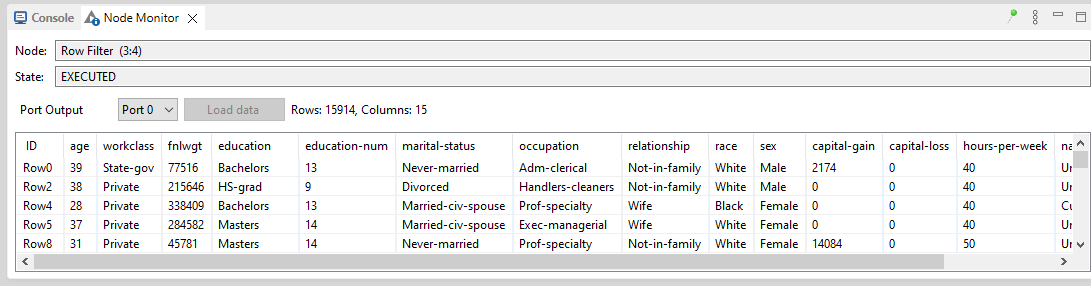 Console Node Monitor
Node: Row Filter (3:4)
State: EXECUTED
Port Output Port 0 Load data Rows: 15914, Columns: 15
ID age workclass fnlwgt education education-num marital-status occupation relationship race sex capital-gain capital-loss hours-per-week na
Row0 39 State-gov 77516 Bachelors 13 Never-married Adm-clerical Not-in-family White Male 2174 0 40 Un
Row2 38 Private 215646 HS-grad 9 Divorced Handlers-cleaners Not-in-family White Male 0 0 40 Un
Row4 28 Private 338409 Bachelors 13 Married-civ-spouse Prof-specialty Wife Black Female 0 0 40 Cu
Row5 37 Private 284582 Masters 14 Married-civ-spouse Exec-managerial Wife White Female 0 0 40 Un
Row8 31 Private 45781 Masters 14 Never-married Prof-specialty Not-in-family White Female 14084 0 50 Un